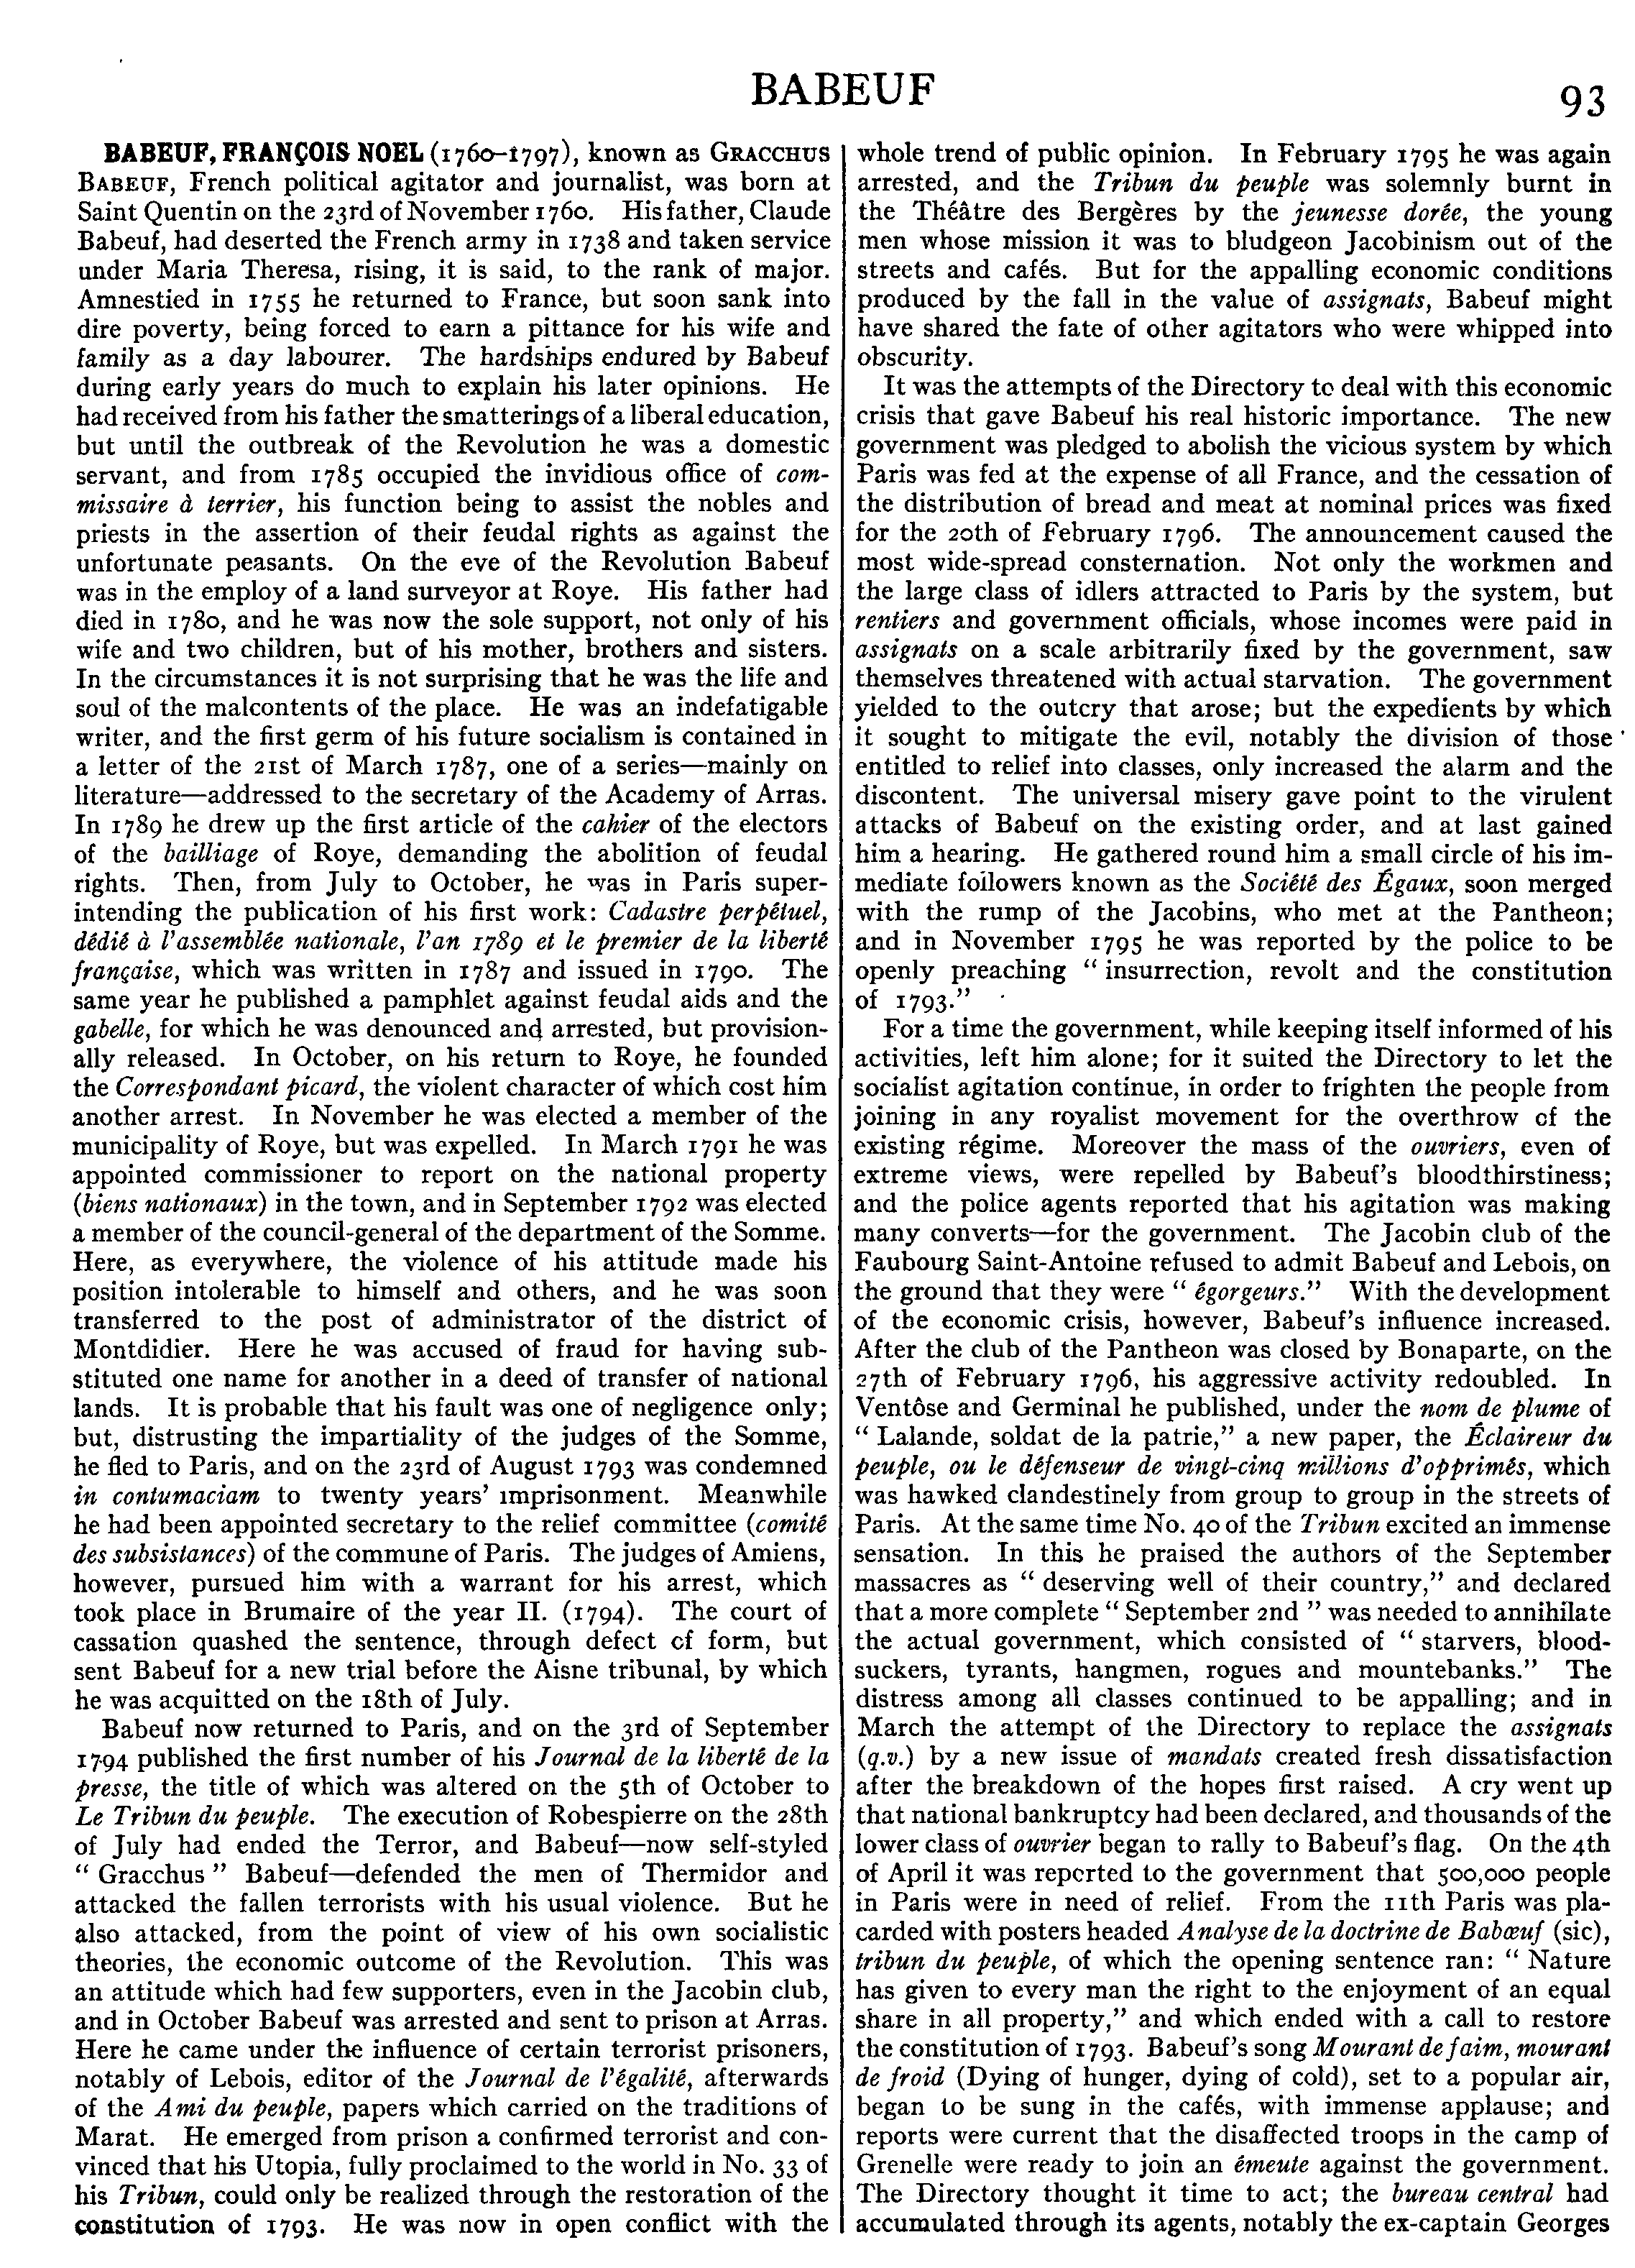 BABEUF
93
BABEUF, FRANÇOIS NOEL (1760–1797), known as GRACCHUS
BABEUF, French political agitator and journalist, was born at
Saint Quentin on the 23rd of November 1760. His father, Claude
Babeuf, had deserted the French army in 1738 and taken service
under Maria Theresa, rising, it is said, to the rank of major.
Amnestied in 1755 he returned to France, but soon sank into
dire poverty, being forced to earn a pittance for his wife and
family as a day labourer. The hardships endured by Babeuf
during early years do much to explain his later opinions. He
had received from his father the smatterings of a liberal education,
but until the outbreak of the Revolution he was a domestic
servant, and from 1785 occupied the invidious office of com-
missaire à terrier, his function being to assist the nobles and
priests in the assertion of their feudal rights as against the
unfortunate peasants. On the eve of the Revolution Babeuf
was in the employ of a land surveyor at Roye. His father had
died in 1780, and he was now the sole support, not only of his
wife and two children, but of his mother, brothers and sisters.
In the circumstances it is not surprising that he was the life and
soul of the malcontents of the place. He was an indefatigable
writer, and the first germ of his future socialism is contained in
a letter of the 21st of March 1787, one of a series—mainly on
literature—addressed to the secretary of the Academy of Arras.
In 1789 he drew up the first article of the cahier of the electors
of the bailliage of Roye, demanding the abolition of feudal
rights. Then, from July to October, he was in Paris super-
intending the publication of his first work: Cadastre perpétuel,
dédié à l'assemblée nationale, l'an 1789 et le premier de la liberté
française, which was written in 1787 and issued in 1790. The
same year he published a pamphlet against feudal aids and the
gabelle, for which he was denounced and arrested, but provision-
ally released. In October, on his return to Roye, he founded
the Correspondant picard, the violent character of which cost him
another arrest. In November he was elected a member of the
municipality of Roye, but was expelled. In March 1791 he was
appointed commissioner to report on the national property
(biens nationaux) in the town, and in September 1792 was elected
a member of the council-general of the department of the Somme.
Here, as everywhere, the violence of his attitude made his
position intolerable to himself and others, and he was soon
transferred to the post of administrator of the district of
Montdidier. Here he was accused of fraud for having sub-
stituted one name for another in a deed of transfer of national
lands. It is probable that his fault was one of negligence only;
but, distrusting the impartiality of the judges of the Somme,
he fled to Paris, and on the 23rd of August 1793 was condemned
in contumaciam to twenty years' imprisonment. Meanwhile
he had been appointed secretary to the relief committee (comité
des subsistances) of the commune of Paris. The judges of Amiens,
however, pursued him with a warrant for his arrest, which
took place in Brumaire of the year II. (1794). The court of
cassation quashed the sentence, through defect of form, but
sent Babeuf for a new trial before the Aisne tribunal, by which
he was acquitted on the 18th of July.
Babeuf now returned to Paris, and on the 3rd of September
1794 published the first number of his Journal de la liberté de la
presse, the title of which was altered on the 5th of October to
Le Tribun du peuple. The execution of Robespierre on the 28th
of July had ended the Terror, and Babeuf—now self-styled
" Gracchus " Babeuf—defended the men of Thermidor and
attacked the fallen terrorists with his usual violence. But he
also attacked, from the point of view of his own socialistic
theories, the economic outcome of the Revolution. This was
an attitude which had few supporters, even in the Jacobin club,
and in October Babeuf was arrested and sent to prison at Arras.
Here he came under the influence of certain terrorist prisoners,
notably of Lebois, editor of the Journal de l'égalité, afterwards
of the Ami du peuple, papers which carried on the traditions of
Marat. He emerged from prison a confirmed terrorist and con-
vinced that his Utopia, fully proclaimed to the world in No. 33 of
his Tribun, could only be realized through the restoration of the
constitution of 1793. He was now in open conflict with the
whole trend of public opinion. In February 1795 he was again
arrested, and the Tribun du peuple was solemnly burnt in
the Théâtre des Bergères by the jeunesse dorée, the young
men whose mission it was to bludgeon Jacobinism out of the
streets and cafés. But for the appalling economic conditions
produced by the fall in the value of assignats, Babeuf might
have shared the fate of other agitators who were whipped into
obscurity.
It was the attempts of the Directory to deal with this economic
crisis that gave Babeuf his real historic importance. The new
government was pledged to abolish the vicious system by which
Paris was fed at the expense of all France, and the cessation of
the distribution of bread and meat at nominal prices was fixed
for the 20th of February 1796. The announcement caused the
most wide-spread consternation. Not only the workmen and
the large class of idlers attracted to Paris by the system, but
rentiers and government officials, whose incomes were paid in
assignats on a scale arbitrarily fixed by the government, saw
themselves threatened with actual starvation. The government
yielded to the outcry that arose; but the expedients by which
it sought to mitigate the evil, notably the division of those
entitled to relief into classes, only increased the alarm and the
discontent. The universal misery gave point to the virulent
attacks of Babeuf on the existing order, and at last gained
him a hearing. He gathered round him a small circle of his im-
mediate followers known as the Société des Égaux, soon merged
with the rump of the Jacobins, who met at the Pantheon;
and in November 1795 he was reported by the police to be
openly preaching " insurrection, revolt and the constitution
of 1793."
For a time the government, while keeping itself informed of his
activities, left him alone; for it suited the Directory to let the
socialist agitation continue, in order to frighten the people from
joining in any royalist movement for the overthrow of the
existing régime. Moreover the mass of the ouvriers, even of
extreme views, were repelled by Babeuf's bloodthirstiness;
and the police agents reported that his agitation was making
many converts—for the government. The Jacobin club of the
Faubourg Saint-Antoine refused to admit Babeuf and Lebois, on
the ground that they were " égorgeurs." With the development
of the economic crisis, however, Babeuf's influence increased.
After the club of the Pantheon was closed by Bonaparte, on the
27th of February 1796, his aggressive activity redoubled. In
Ventôse and Germinal he published, under the nom de plume of
" Lalande, soldat de la patrie," a new paper, the Éclaireur du
peuple, ou le défenseur de vingt-cinq millions d'opprimés, which
was hawked clandestinely from group to group in the streets of
Paris. At the same time No. 40 of the Tribun excited an immense
sensation. In this he praised the authors of the September
massacres as " deserving well of their country," and declared
that a more complete " September 2nd " was needed to annihilate
the actual government, which consisted of " starvers, blood-
suckers, tyrants, hangmen, rogues and mountebanks." The
distress among all classes continued to be appalling; and in
March the attempt of the Directory to replace the assignats
(q.v.) by a new issue of mandats created fresh dissatisfaction
after the breakdown of the hopes first raised. A cry went up
that national bankruptcy had been declared, and thousands of the
lower class of ouvrier began to rally to Babeuf's flag. On the 4th
of April it was reported to the government that 500,000 people
in Paris were in need of relief. From the 11th Paris was pla-
carded with posters headed Analyse de la doctrine de Babœuf (sic),
tribun du peuple, of which the opening sentence ran: " Nature
has given to every man the right to the enjoyment of an equal
share in all property," and which ended with a call to restore
the constitution of 1793. Babeuf's song Mourant de faim, mourant
de froid (Dying of hunger, dying of cold), set to a popular air,
began to be sung in the cafés, with immense applause; and
reports were current that the disaffected troops in the camp of
Grenelle were ready to join an émeute against the government.
The Directory thought it time to act; the bureau central had
accumulated through its agents, notably the ex-captain Georges